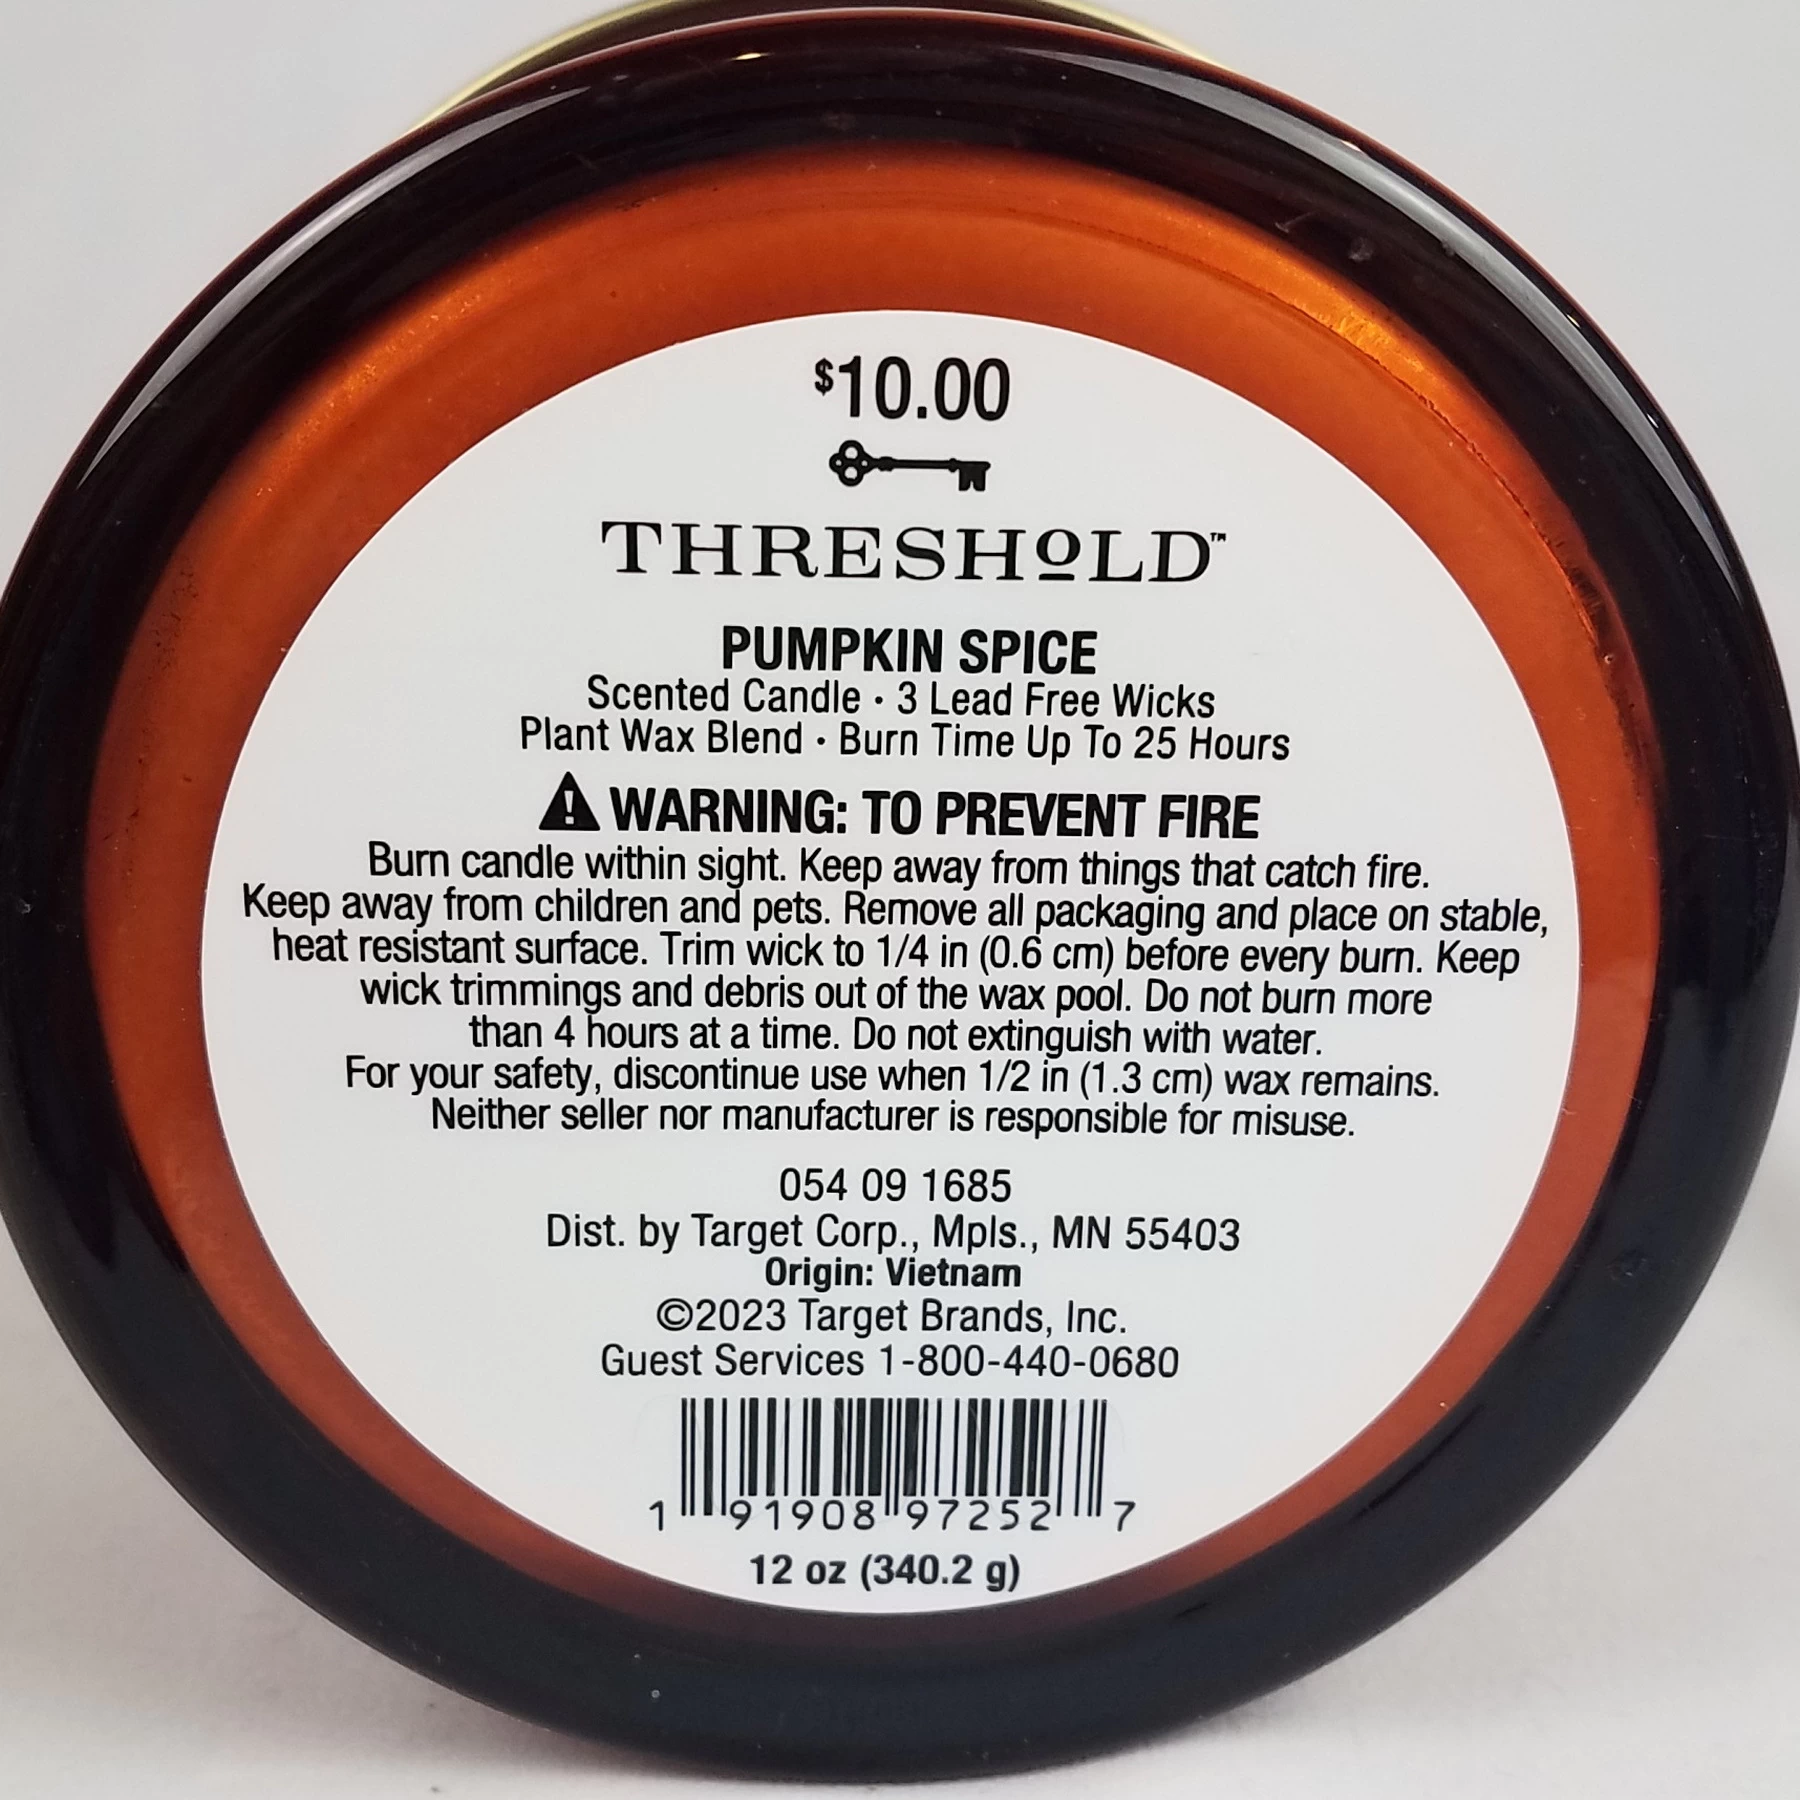 $10.00
THRESHOLD™
PUMPKIN SPICE
Scented Candle · 3 Lead Free Wicks
Plant Wax Blend · Burn Time Up To 25 Hours
WARNING: TO PREVENT FIRE
Burn candle within sight. Keep away from things that catch fire.
Keep away from children and pets. Remove all packaging and place on stable,
heat resistant surface. Trim wick to 1/4 in (0.6 cm) before every burn. Keep
wick trimmings and debris out of the wax pool. Do not burn more
than 4 hours at a time. Do not extinguish with water.
For your safety, discontinue use when 1/2 in (1.3 cm) wax remains.
Neither seller nor manufacturer is responsible for misuse.
054 09 1685
Dist. by Target Corp., Mpls., MN 55403
Origin: Vietnam
©2023 Target Brands, Inc.
Guest Services 1-800-440-0680
1 91908 97252 7
12 oz (340.2 g)